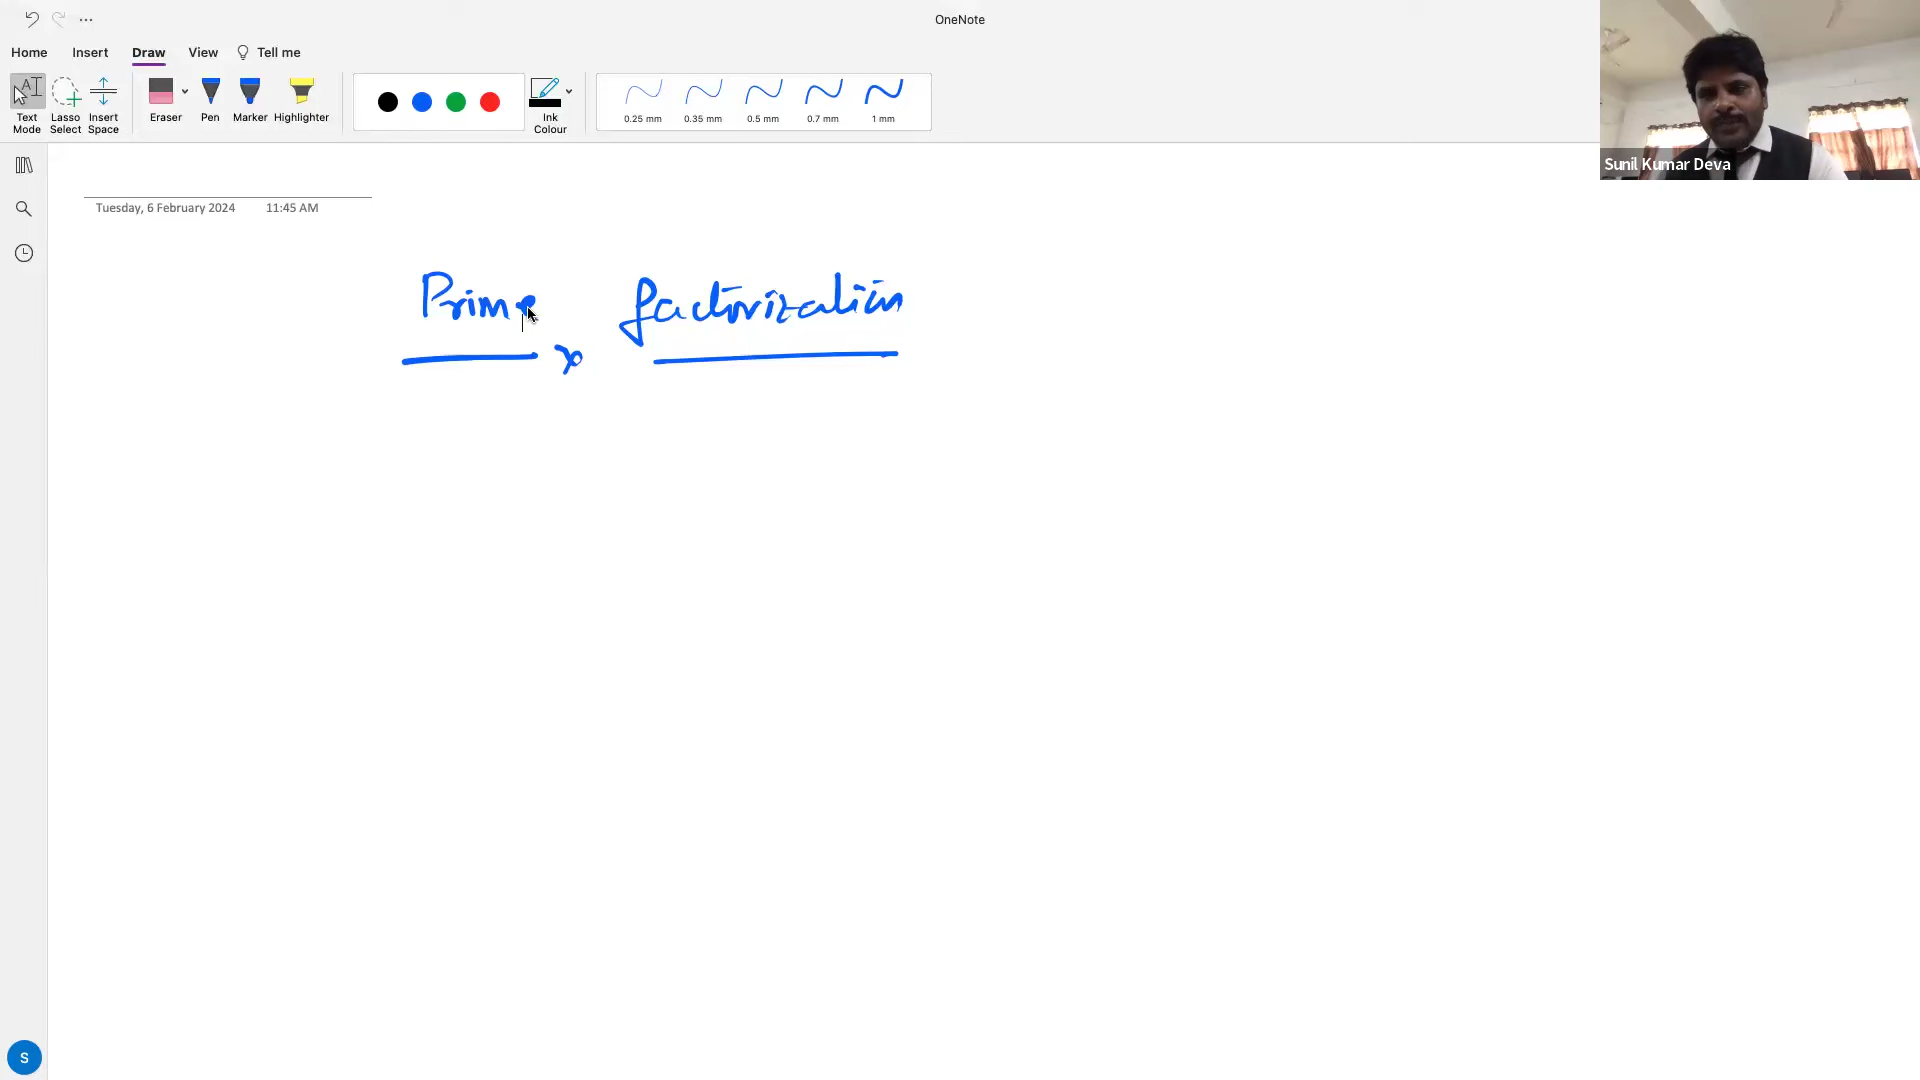 OneNote
Home Insert Draw View Tell me
Text Mode
Lasso Select
Insert Space
Eraser
Pen
Marker
Highlighter
Ink Colour
0.25 mm 0.35 mm 0.5 mm 0.7 mm 1 mm
Sunil Kumar Deva
Tuesday, 6 February 2024 11:45 AM
Prime factorization
S